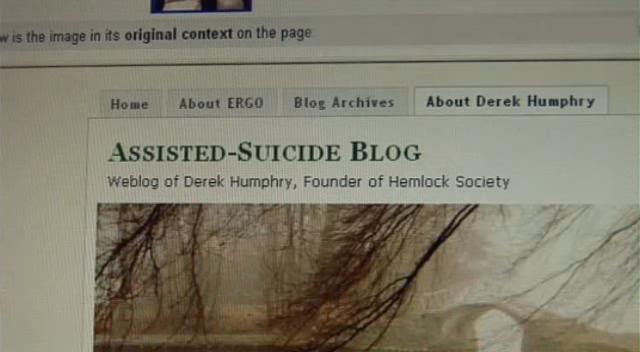 w is the image in its original context on the page
Home About ERGO Blog Archives About Derek Humphry
ASSISTED-SUICIDE BLOG
Weblog of Derek Humphry, Founder of Hemlock Society